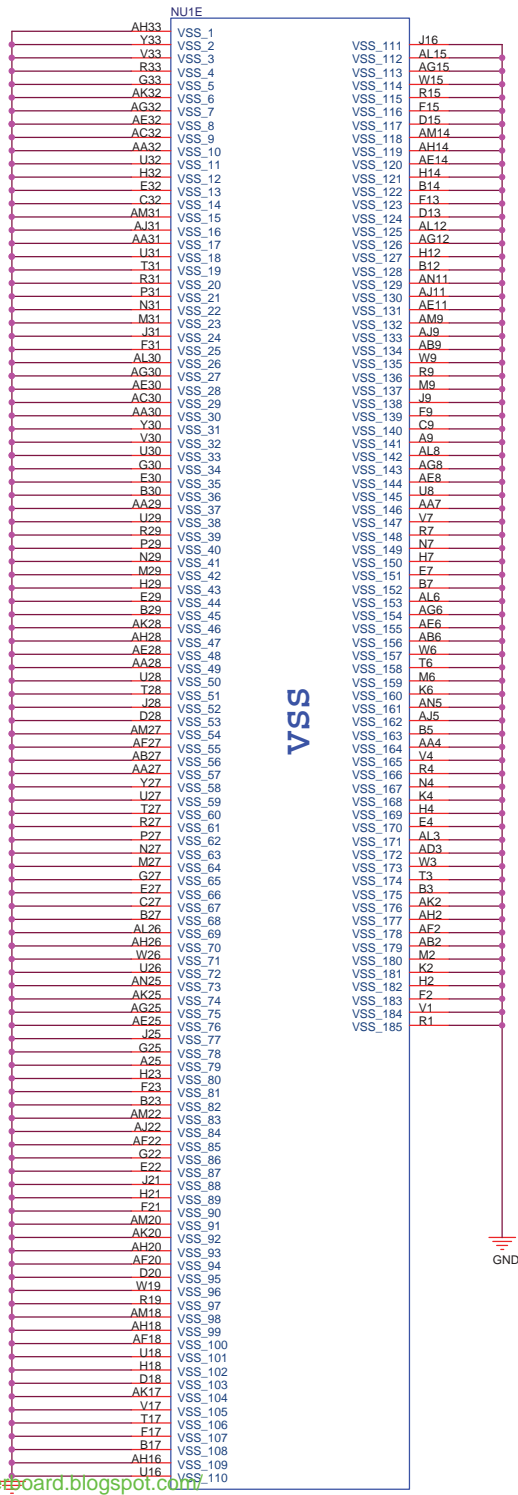 NU1E
AH33 VSS_1
Y33 VSS_2
V33 VSS_3
R33 VSS_4
G33 VSS_5
AK32 VSS_6
AG32 VSS_7
AE32 VSS_8
AC32 VSS_9
AA32 VSS_10
U32 VSS_11
H32 VSS_12
E32 VSS_13
C32 VSS_14
AM31 VSS_15
AJ31 VSS_16
AA31 VSS_17
U31 VSS_18
T31 VSS_19
R31 VSS_20
P31 VSS_21
N31 VSS_22
M31 VSS_23
J31 VSS_24
F31 VSS_25
AL30 VSS_26
AG30 VSS_27
AE30 VSS_28
AC30 VSS_29
AA30 VSS_30
Y30 VSS_31
V30 VSS_32
U30 VSS_33
G30 VSS_34
E30 VSS_35
B30 VSS_36
AA29 VSS_37
U29 VSS_38
R29 VSS_39
P29 VSS_40
N29 VSS_41
M29 VSS_42
H29 VSS_43
E29 VSS_44
B29 VSS_45
AK28 VSS_46
AH28 VSS_47
AE28 VSS_48
AA28 VSS_49
U28 VSS_50
T28 VSS_51
J28 VSS_52
D28 VSS_53
AM27 VSS_54
AF27 VSS_55
AB27 VSS_56
AA27 VSS_57
Y27 VSS_58
U27 VSS_59
T27 VSS_60
R27 VSS_61
P27 VSS_62
N27 VSS_63
M27 VSS_64
G27 VSS_65
E27 VSS_66
C27 VSS_67
B27 VSS_68
AL26 VSS_69
AH26 VSS_70
W26 VSS_71
U26 VSS_72
AN25 VSS_73
AK25 VSS_74
AG25 VSS_75
AE25 VSS_76
J25 VSS_77
G25 VSS_78
A25 VSS_79
H23 VSS_80
F23 VSS_81
B23 VSS_82
AM22 VSS_83
AJ22 VSS_84
AF22 VSS_85
G22 VSS_86
E22 VSS_87
J21 VSS_88
H21 VSS_89
F21 VSS_90
AM20 VSS_91
AK20 VSS_92
AH20 VSS_93
AF20 VSS_94
D20 VSS_95
W19 VSS_96
R19 VSS_97
AM18 VSS_98
AH18 VSS_99
AF18 VSS_100
U18 VSS_101
H18 VSS_102
D18 VSS_103
AK17 VSS_104
V17 VSS_105
T17 VSS_106
F17 VSS_107
B17 VSS_108
AH16 VSS_109
U16 VSS_110
VSS
VSS_111 J16
VSS_112 AL15
VSS_113 AG15
VSS_114 W15
VSS_115 R15
VSS_116 F15
VSS_117 D15
VSS_118 AM14
VSS_119 AH14
VSS_120 AE14
VSS_121 H14
VSS_122 B14
VSS_123 F13
VSS_124 D13
VSS_125 AL12
VSS_126 AG12
VSS_127 H12
VSS_128 B12
VSS_129 AN11
VSS_130 AJ11
VSS_131 AE11
VSS_132 AM9
VSS_133 AJ9
VSS_134 AB9
VSS_135 W9
VSS_136 R9
VSS_137 M9
VSS_138 J9
VSS_139 F9
VSS_140 C9
VSS_141 A9
VSS_142 AL8
VSS_143 AG8
VSS_144 AE8
VSS_145 U8
VSS_146 AA7
VSS_147 V7
VSS_148 R7
VSS_149 N7
VSS_150 H7
VSS_151 E7
VSS_152 B7
VSS_153 AL6
VSS_154 AG6
VSS_155 AE6
VSS_156 AB6
VSS_157 W6
VSS_158 T6
VSS_159 M6
VSS_160 K6
VSS_161 AN5
VSS_162 AJ5
VSS_163 B5
VSS_164 AA4
VSS_165 V4
VSS_166 R4
VSS_167 N4
VSS_168 K4
VSS_169 H4
VSS_170 E4
VSS_171 AL3
VSS_172 AD3
VSS_173 W3
VSS_174 T3
VSS_175 B3
VSS_176 AK2
VSS_177 AH2
VSS_178 AF2
VSS_179 AB2
VSS_180 M2
VSS_181 K2
VSS_182 H2
VSS_183 F2
VSS_184 V1
VSS_185 R1
GND
board.blogspot.com/